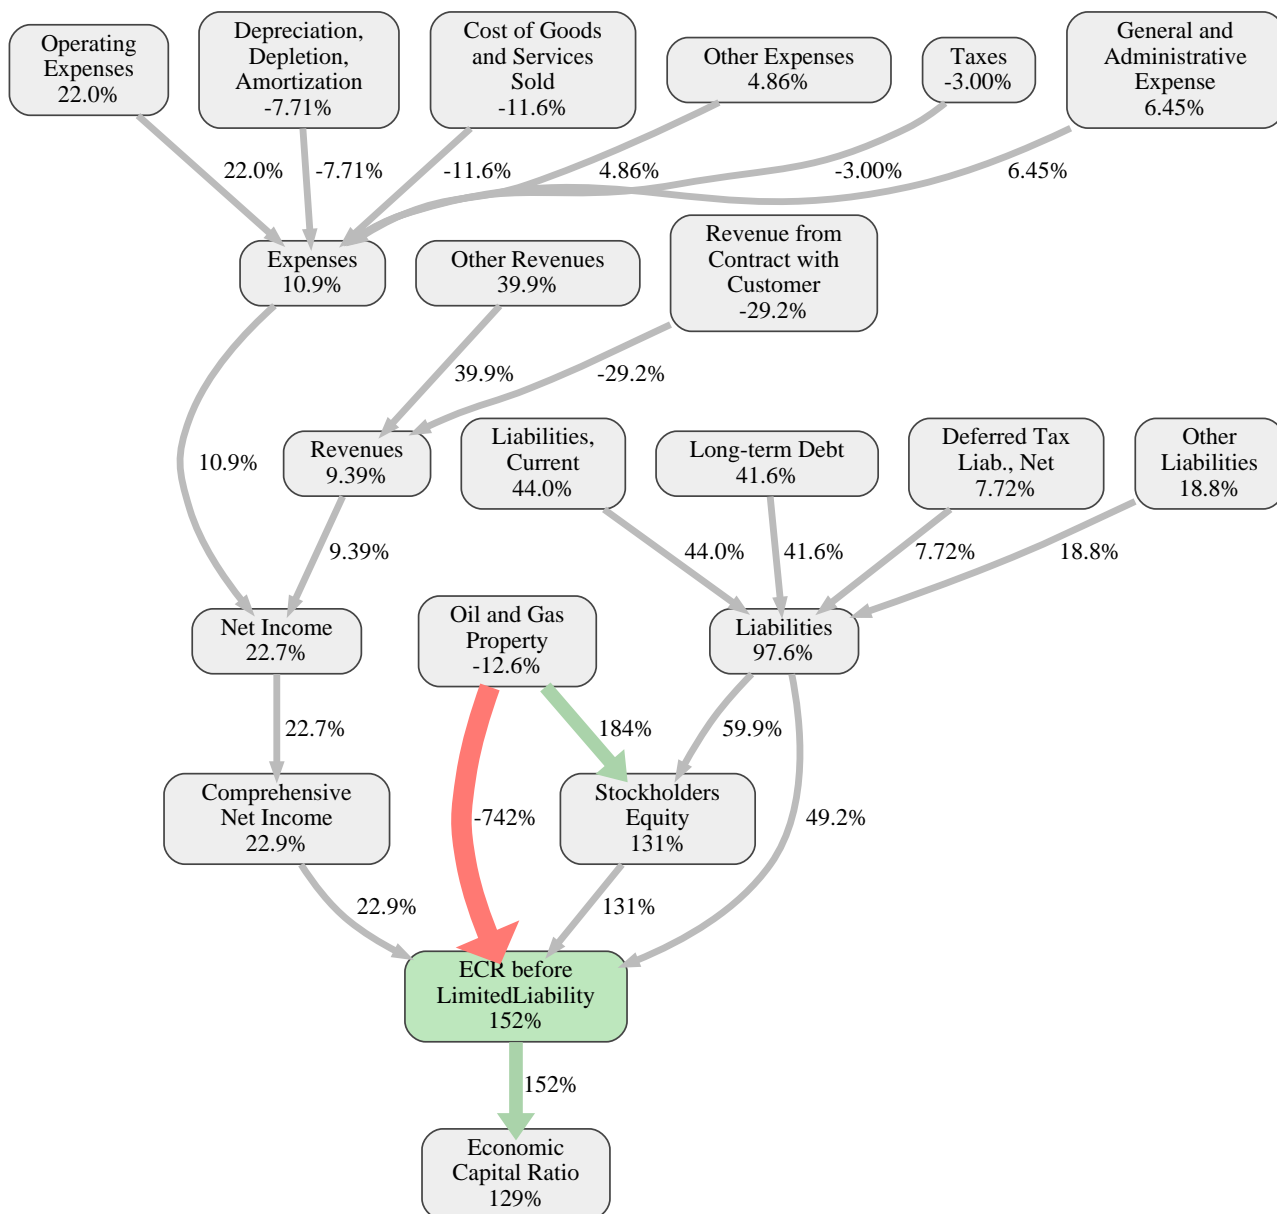 Operating
Expenses
22.0%
Depreciation,
Depletion,
Amortization
-7.71%
Cost of Goods
and Services
Sold
-11.6%
Other Expenses
4.86%
Taxes
-3.00%
General and
Administrative
Expense
6.45%
22.0%
-7.71%
-11.6%
4.86%
-3.00%
6.45%
Expenses
10.9%
Other Revenues
39.9%
Revenue from
Contract with
Customer
-29.2%
39.9%
-29.2%
10.9%
Revenues
9.39%
Liabilities,
Current
44.0%
Long-term Debt
41.6%
Deferred Tax
Liab., Net
7.72%
Other
Liabilities
18.8%
9.39%
44.0%
41.6%
7.72%
18.8%
Net Income
22.7%
Oil and Gas
Property
-12.6%
Liabilities
97.6%
22.7%
184%
59.9%
Comprehensive
Net Income
22.9%
-742%
Stockholders
Equity
131%
49.2%
22.9%
131%
ECR before
LimitedLiability
152%
152%
Economic
Capital Ratio
129%